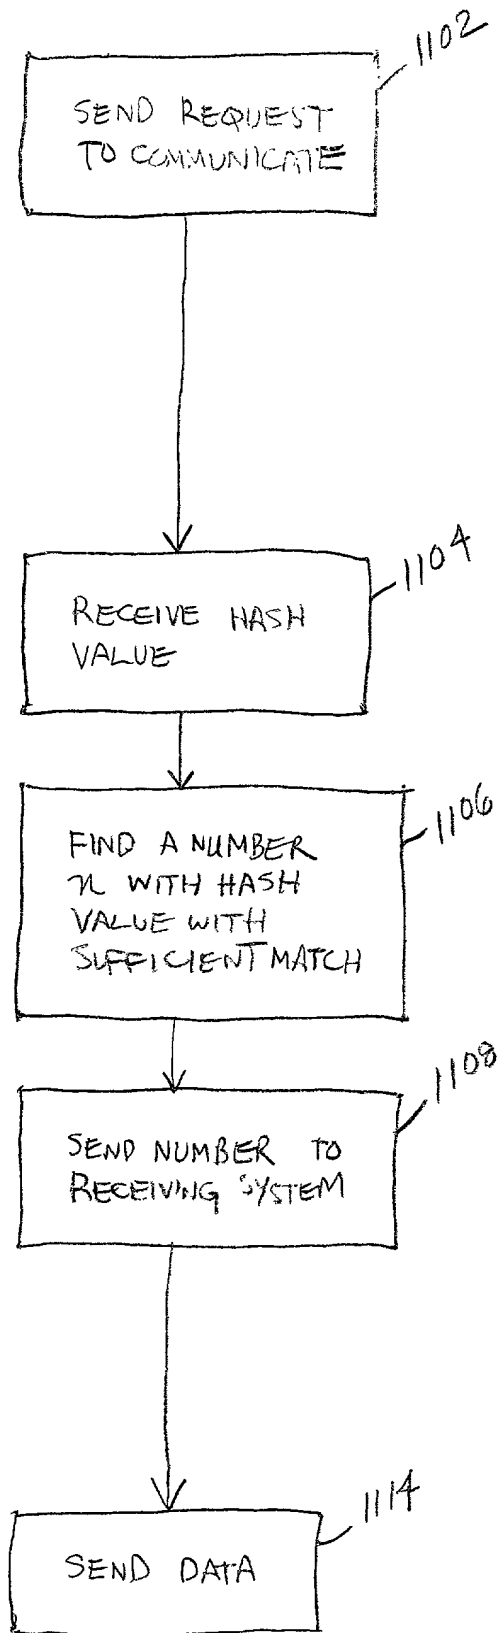 1102
SEND REQUEST
TO COMMUNICATE
1104
RECEIVE HASH
VALUE
1106
FIND A NUMBER
n WITH HASH
VALUE WITH
SUFFICIENT MATCH
1108
SEND NUMBER TO
RECEIVING SYSTEM
1114
SEND DATA